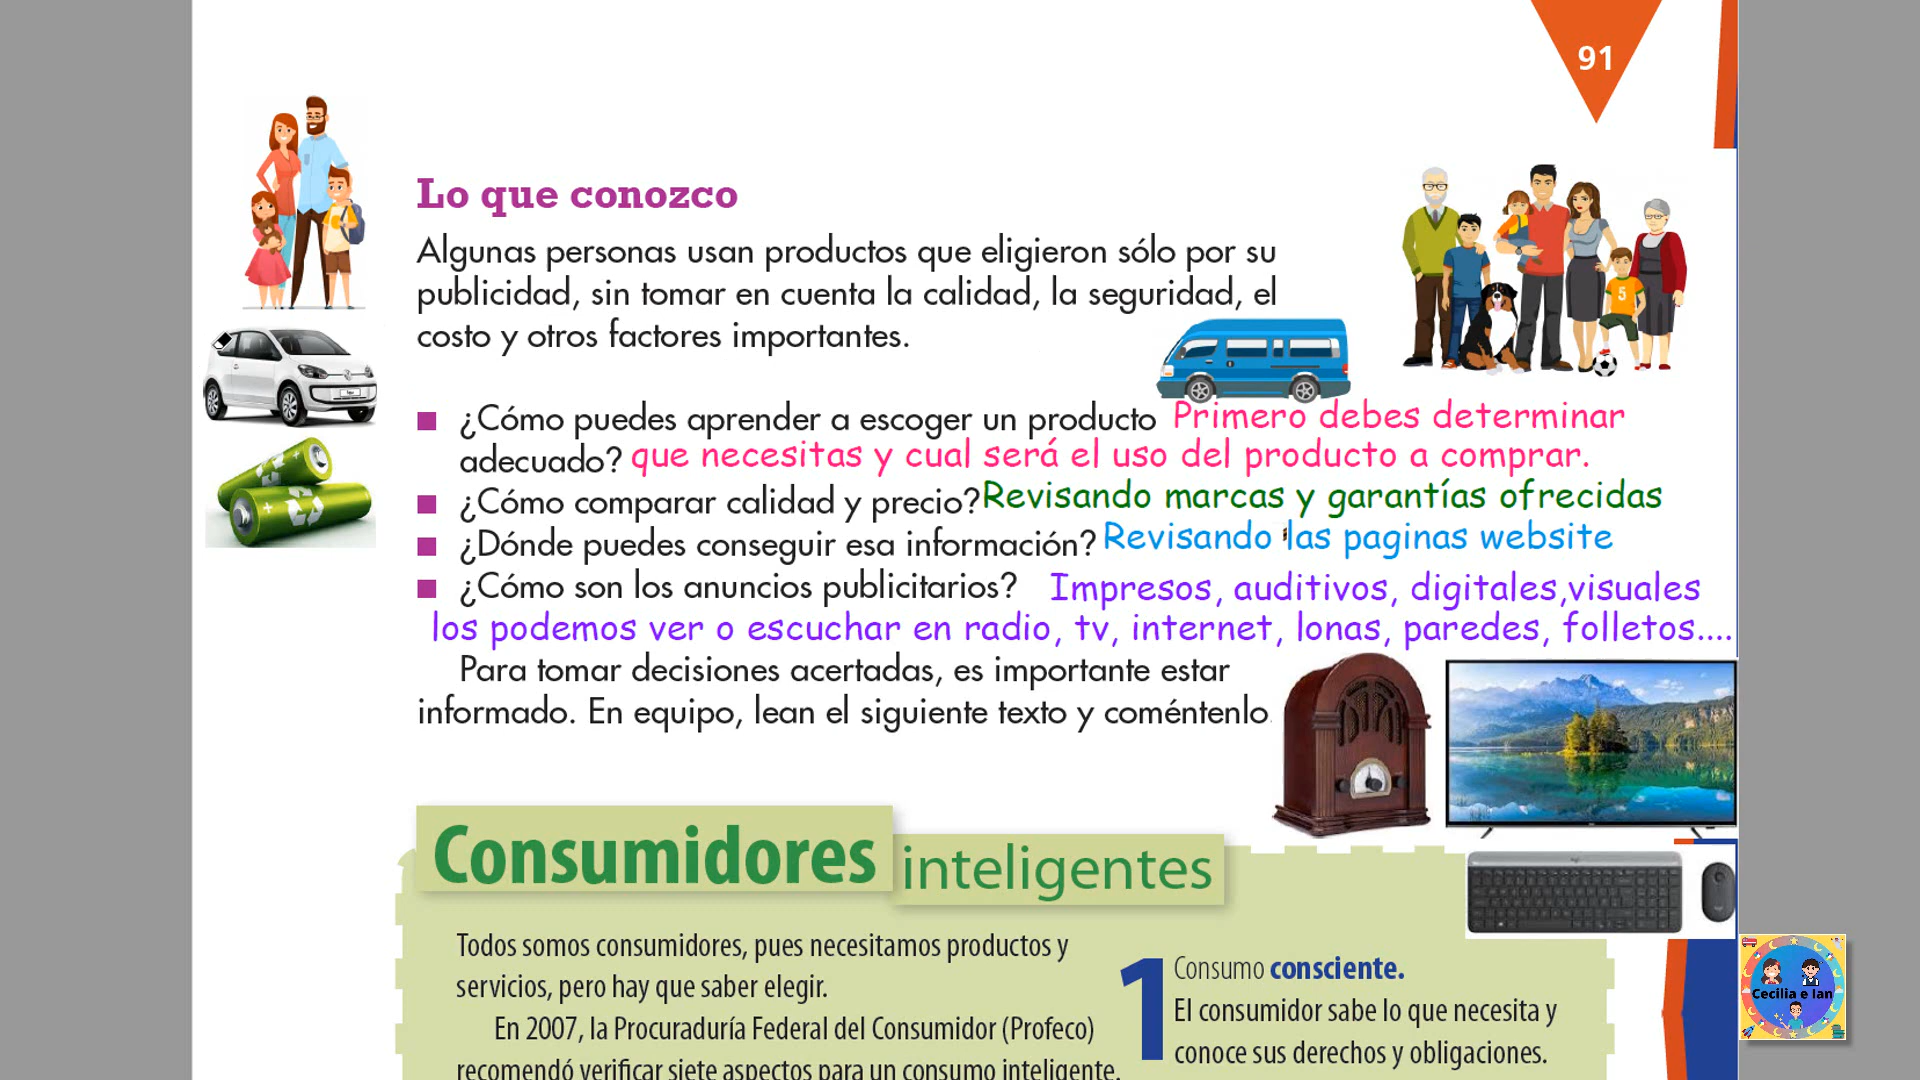 91
Lo que conozco
Algunas personas usan productos que eligieron sólo por su
publicidad, sin tomar en cuenta la calidad, la seguridad, el
costo y otros factores importantes.
¿Cómo puedes aprender a escoger un producto Primero debes determinar
adecuado? que necesitas y cual será el uso del producto a comprar.
¿Cómo comparar calidad y precio? Revisando marcas y garantías ofrecidas
¿Dónde puedes conseguir esa información? Revisando las paginas website
¿Cómo son los anuncios publicitarios? Impresos, auditivos, digitales,visuales
los podemos ver o escuchar en radio, tv, internet, lonas, paredes, folletos....
Para tomar decisiones acertadas, es importante estar
informado. En equipo, lean el siguiente texto y coméntenlo.
5
Consumidores inteligentes
Todos somos consumidores, pues necesitamos productos y
servicios, pero hay que saber elegir.
En 2007, la Procuraduría Federal del Consumidor (Profeco)
recomendó verificar siete aspectos para un consumo inteligente.
1 Consumo consciente.
El consumidor sabe lo que necesita y
conoce sus derechos y obligaciones.
Cecilia e Ian